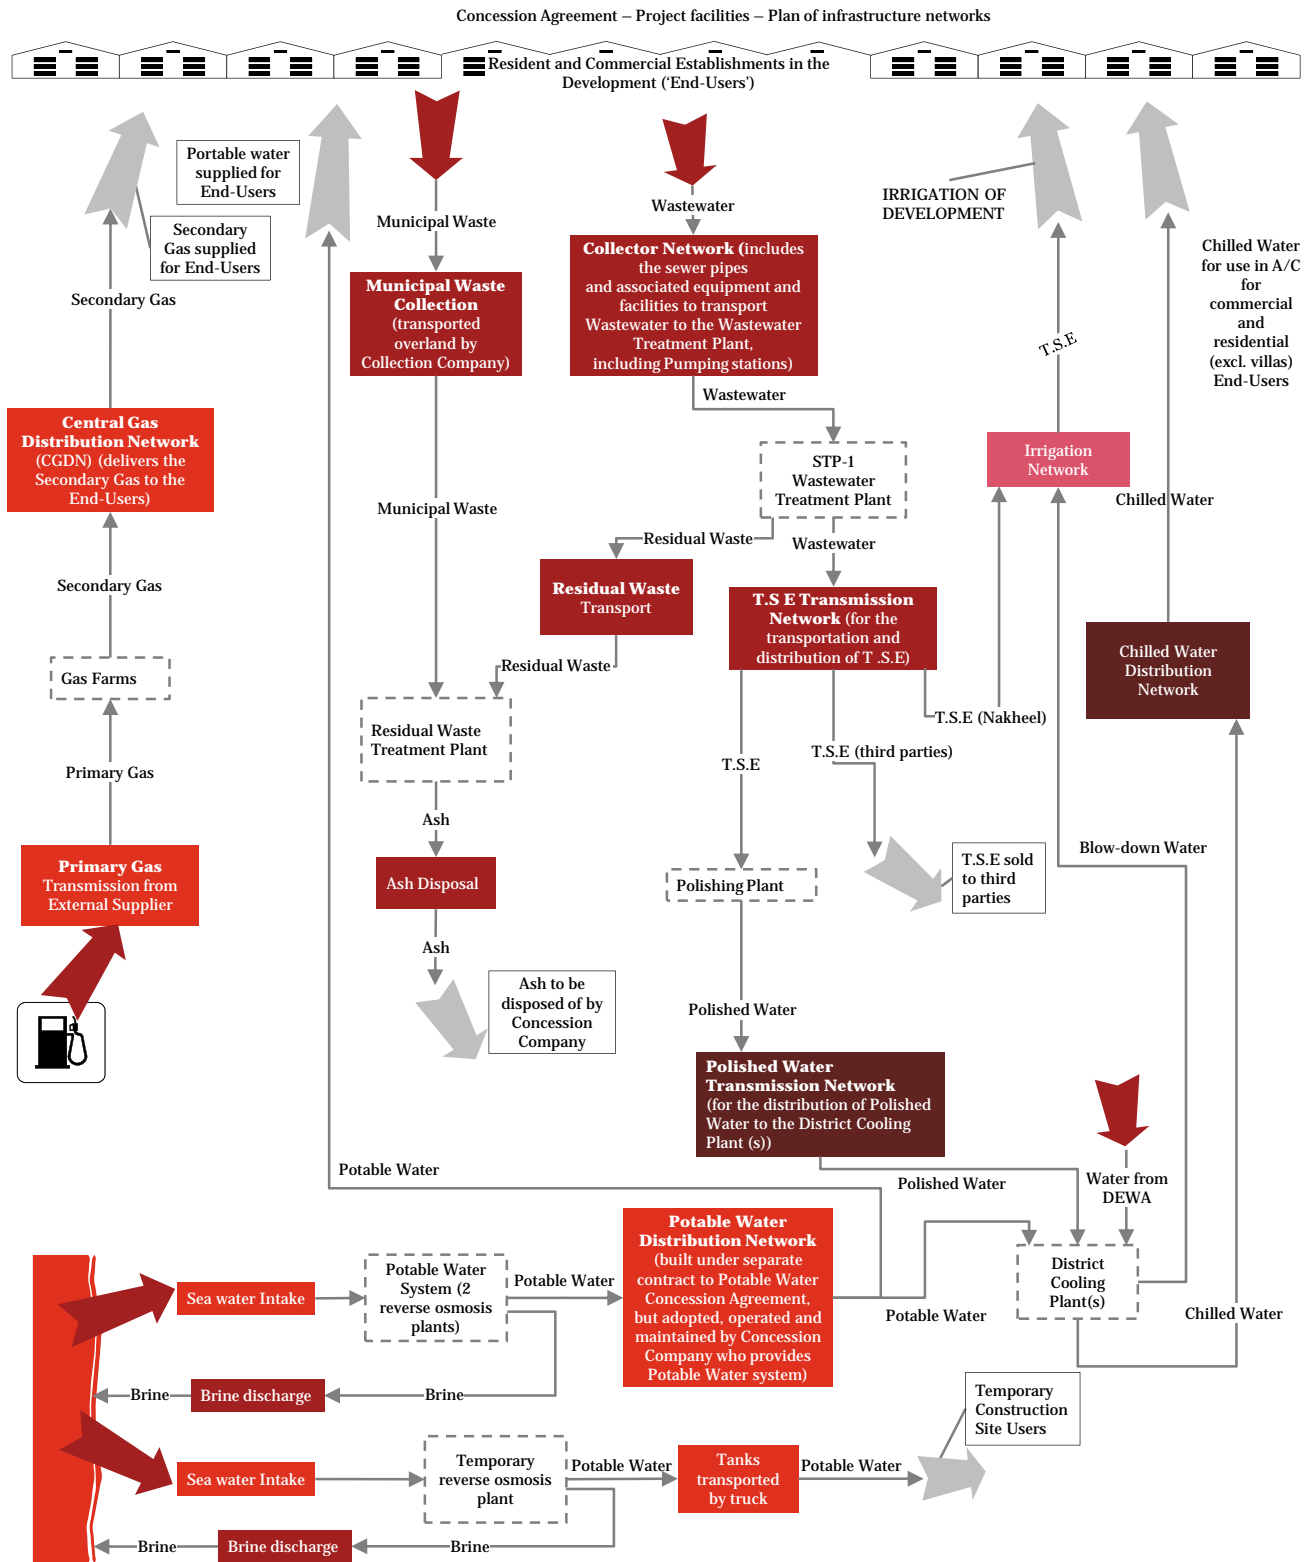 Concession Agreement – Project facilities – Plan of infrastructure networks
Resident and Commercial Establishments in the
Development (‘End-Users’)
Portable water
supplied for
End-Users
Secondary
Gas supplied
for End-Users
Secondary Gas
Central Gas
Distribution Network
(CGDN) (delivers the
Secondary Gas to the
End-Users)
Secondary Gas
Gas Farms
Primary Gas
Primary Gas
Transmission from
External Supplier
Municipal Waste
Municipal Waste
Collection
(transported
overland by
Collection Company)
Municipal Waste
Wastewater
Collector Network (includes
the sewer pipes
and associated equipment and
facilities to transport
Wastewater to the Wastewater
Treatment Plant,
including Pumping stations)
Wastewater
STP-1
Wastewater
Treatment Plant
Residual Waste
Wastewater
Residual Waste
Transport
Residual Waste
Residual Waste
Treatment Plant
Ash
Ash Disposal
Ash
Ash to be
disposed of by
Concession
Company
T.S E Transmission
Network (for the
transportation and
distribution of T .S.E)
T.S.E
T.S.E (third parties)
T.S.E (Nakheel)
T.S.E sold
to third
parties
Polishing Plant
Polished Water
Polished Water
Transmission Network
(for the distribution of Polished
Water to the District Cooling
Plant (s))
Polished Water
IRRIGATION OF
DEVELOPMENT
T.S.E
Irrigation
Network
Chilled Water
for use in A/C
for
commercial
and
residential
(excl. villas)
End-Users
Chilled Water
Chilled Water
Distribution
Network
Blow-down Water
Water from
DEWA
District
Cooling
Plant(s)
Chilled Water
Potable Water
Sea water Intake
Potable Water
System (2
reverse osmosis
plants)
Potable Water
Potable Water
Distribution Network
(built under separate
contract to Potable Water
Concession Agreement,
but adopted, operated and
maintained by Concession
Company who provides
Potable Water system)
Potable Water
Brine
Brine discharge
Brine
Sea water Intake
Temporary
reverse osmosis
plant
Potable Water
Tanks
transported
by truck
Potable Water
Temporary
Construction
Site Users
Brine
Brine discharge
Brine